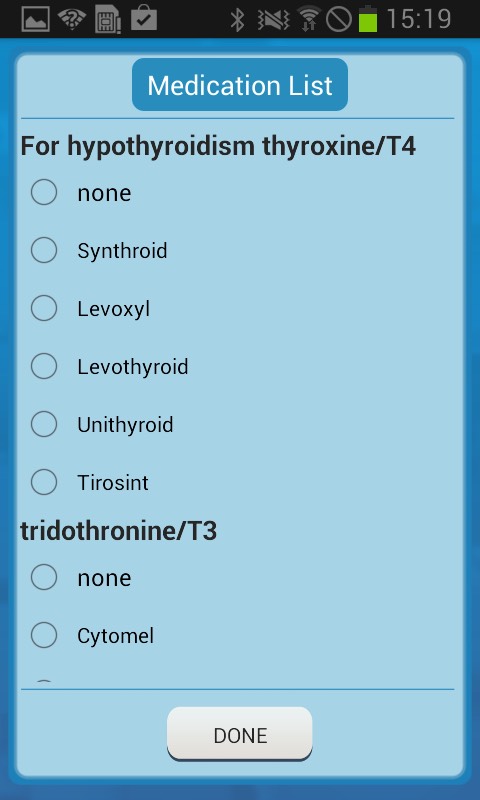 15:19
Medication List
For hypothyroidism thyroxine/T4
none
Synthroid
Levoxyl
Levothyroid
Unithyroid
Tirosint
tridothronine/T3
none
Cytomel
DONE